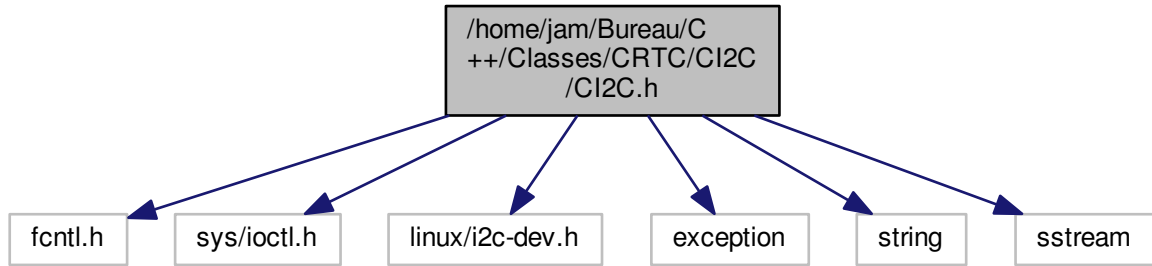 /home/jam/Bureau/C
++/Classes/CRTC/CI2C
/CI2C.h
fcntl.h
sys/ioctl.h
linux/i2c-dev.h
exception
string
sstream